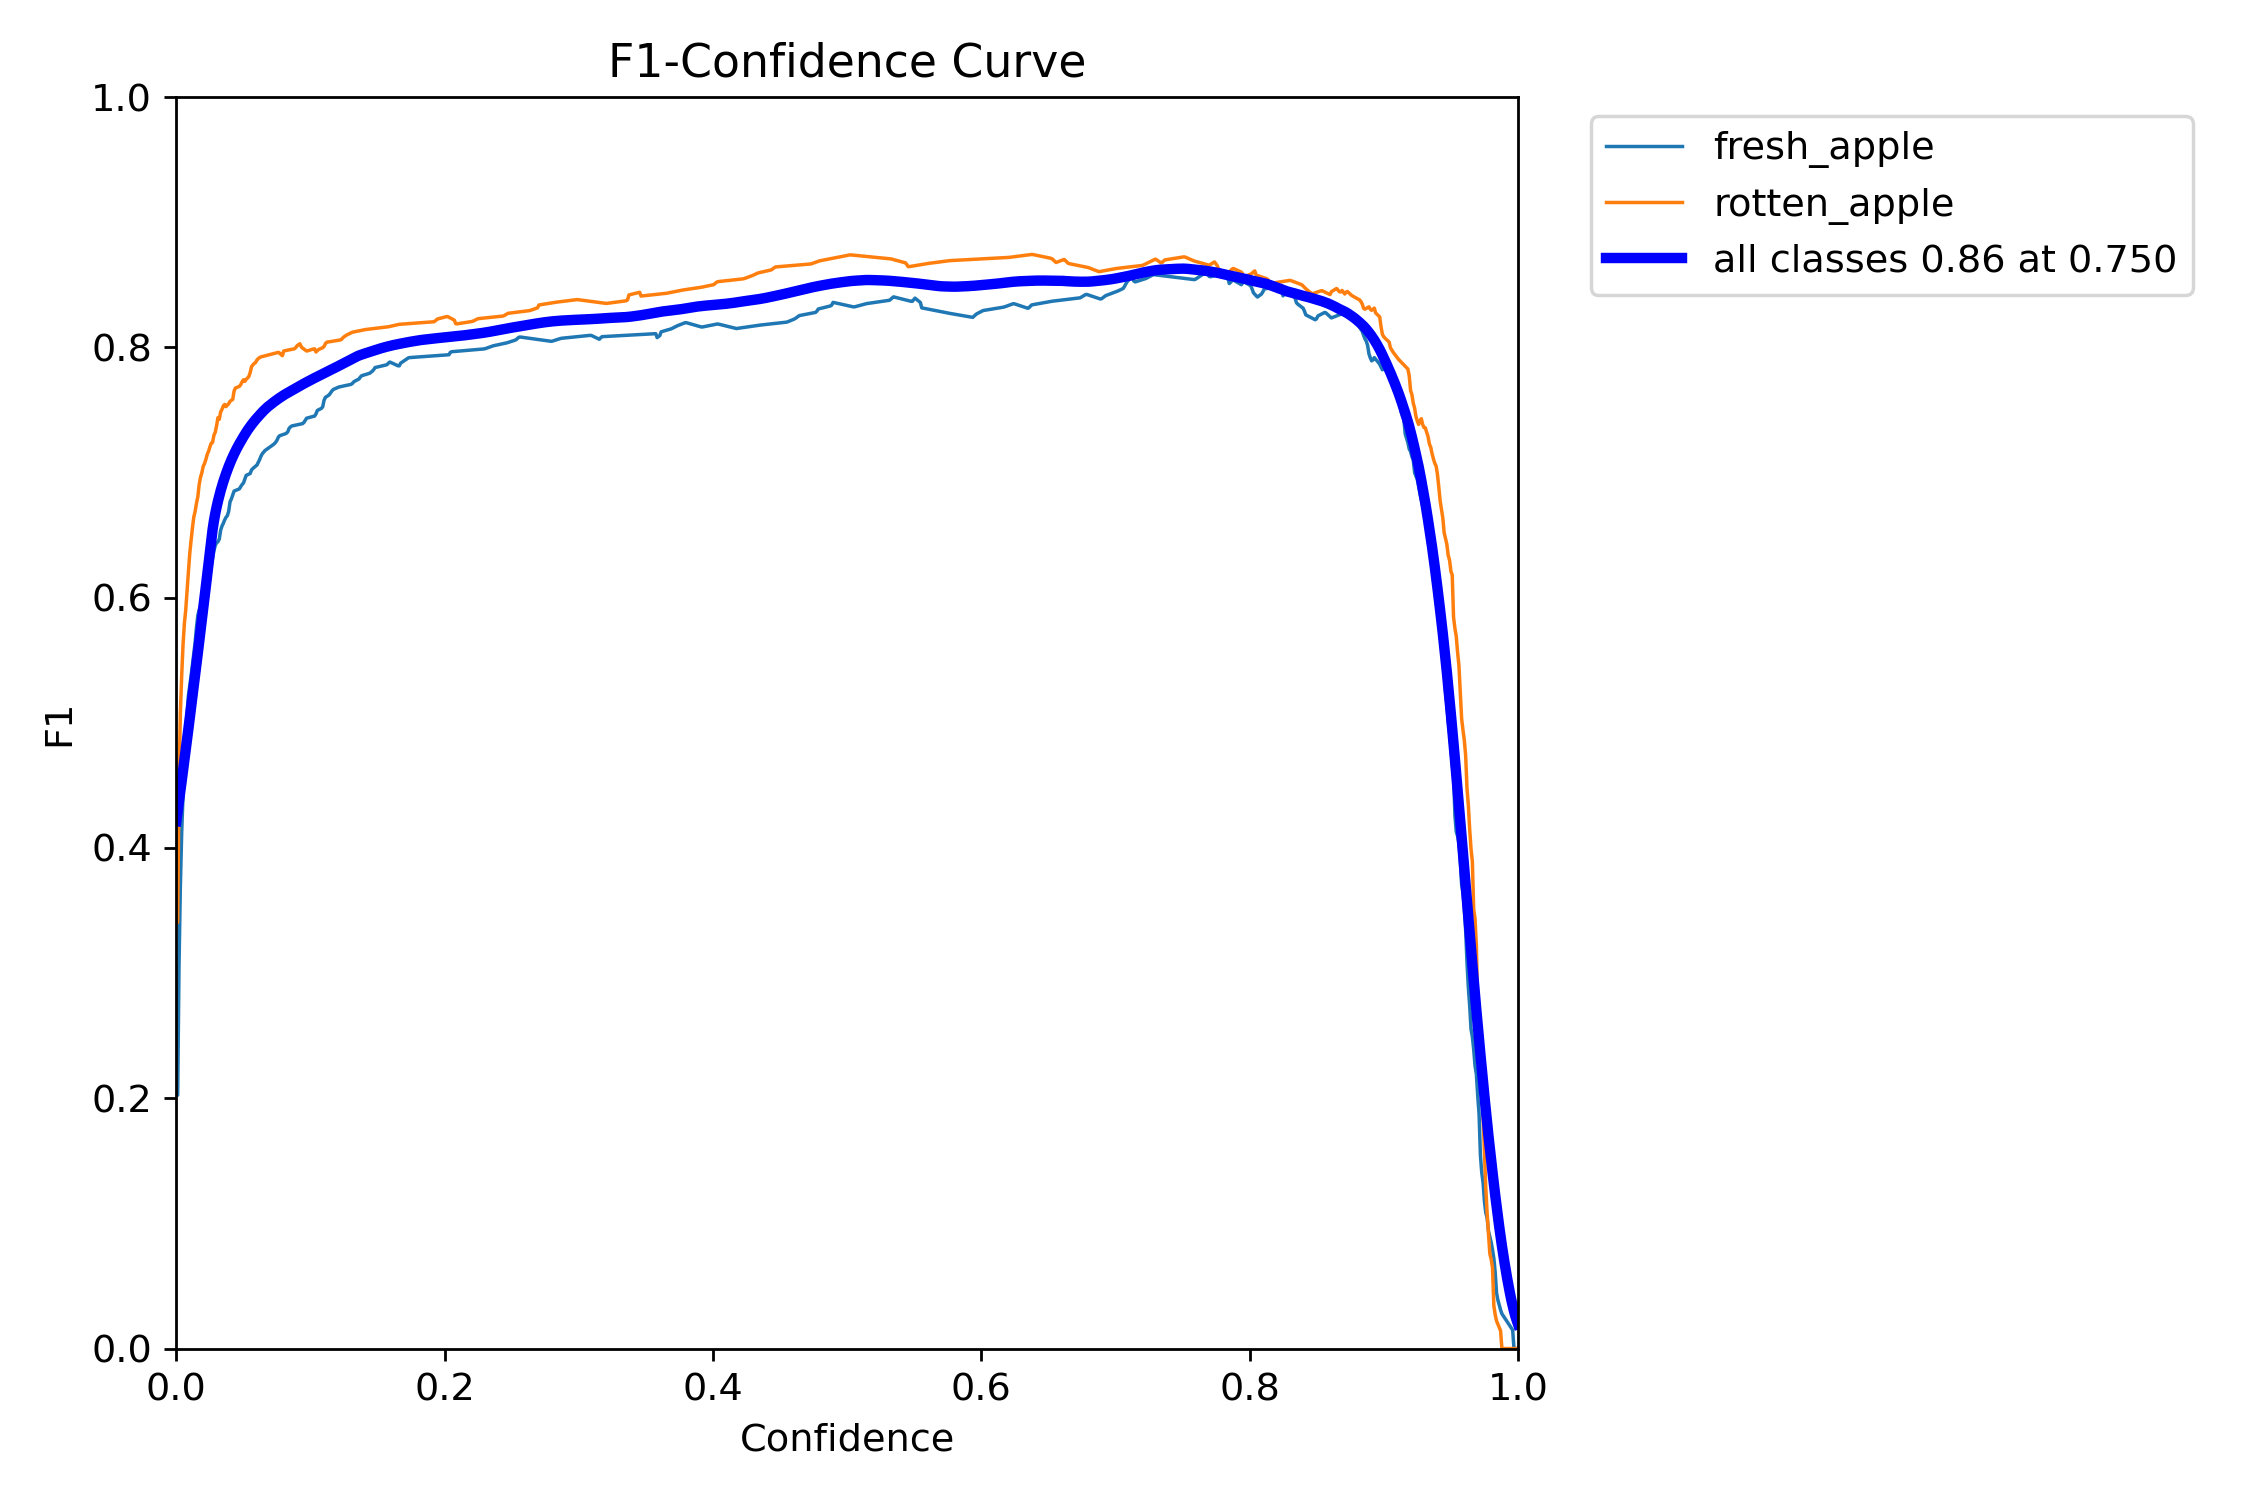 F1-Confidence Curve
1.0
0.8
0.6
0.4
0.2
0.0
F1
0.0 0.2 0.4 0.6 0.8 1.0
Confidence
fresh_apple
rotten_apple
all classes 0.86 at 0.750